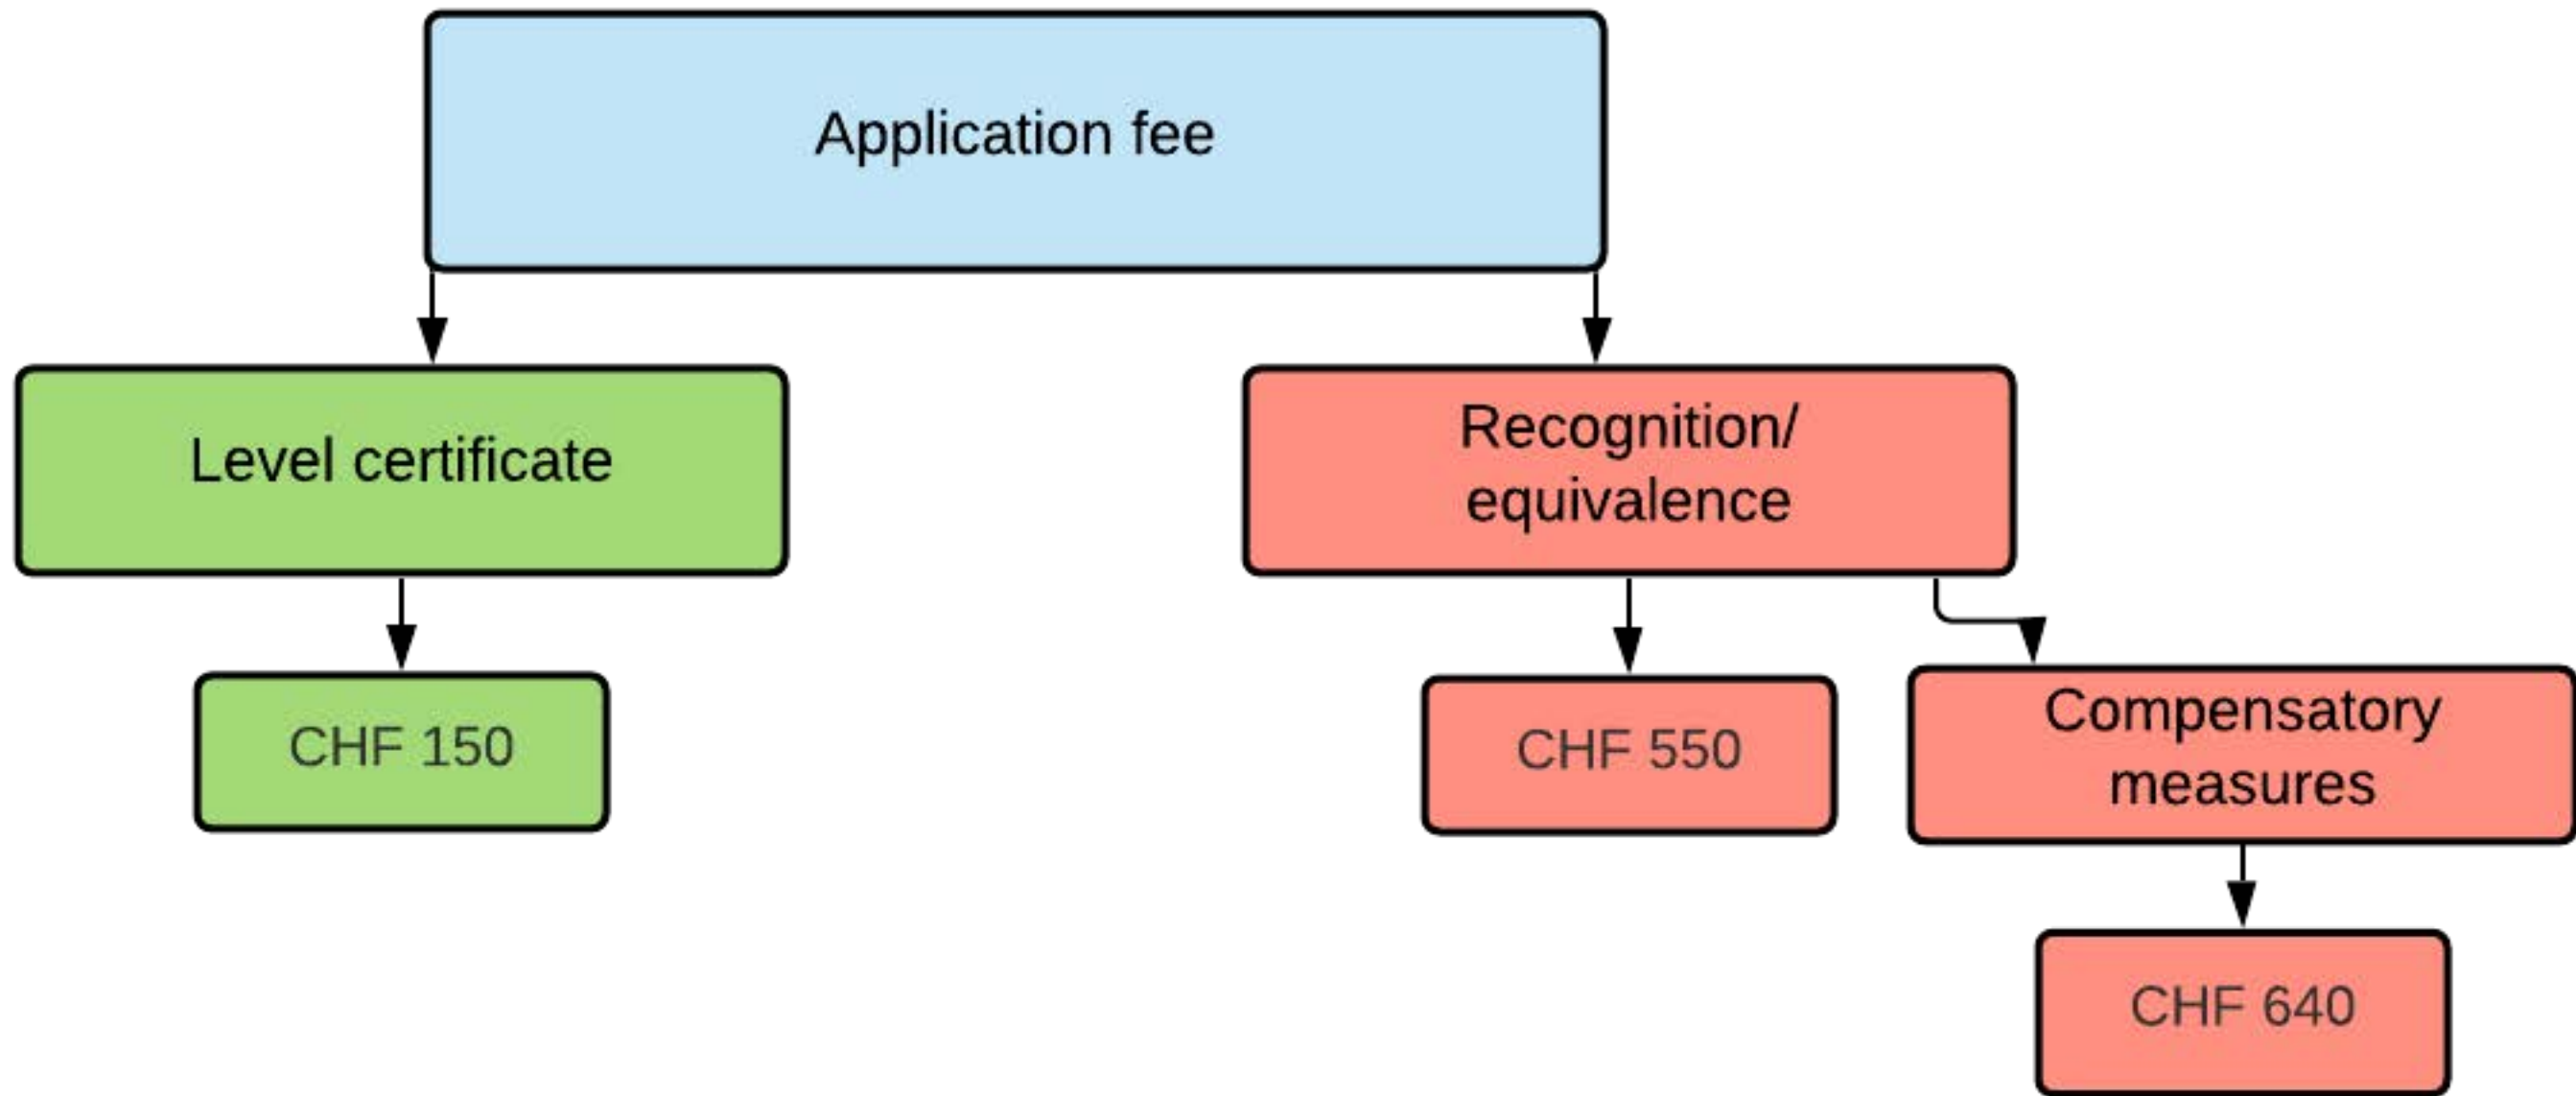 Application fee
Level certificate
Recognition/
equivalence
CHF 150
CHF 550
Compensatory
measures
CHF 640